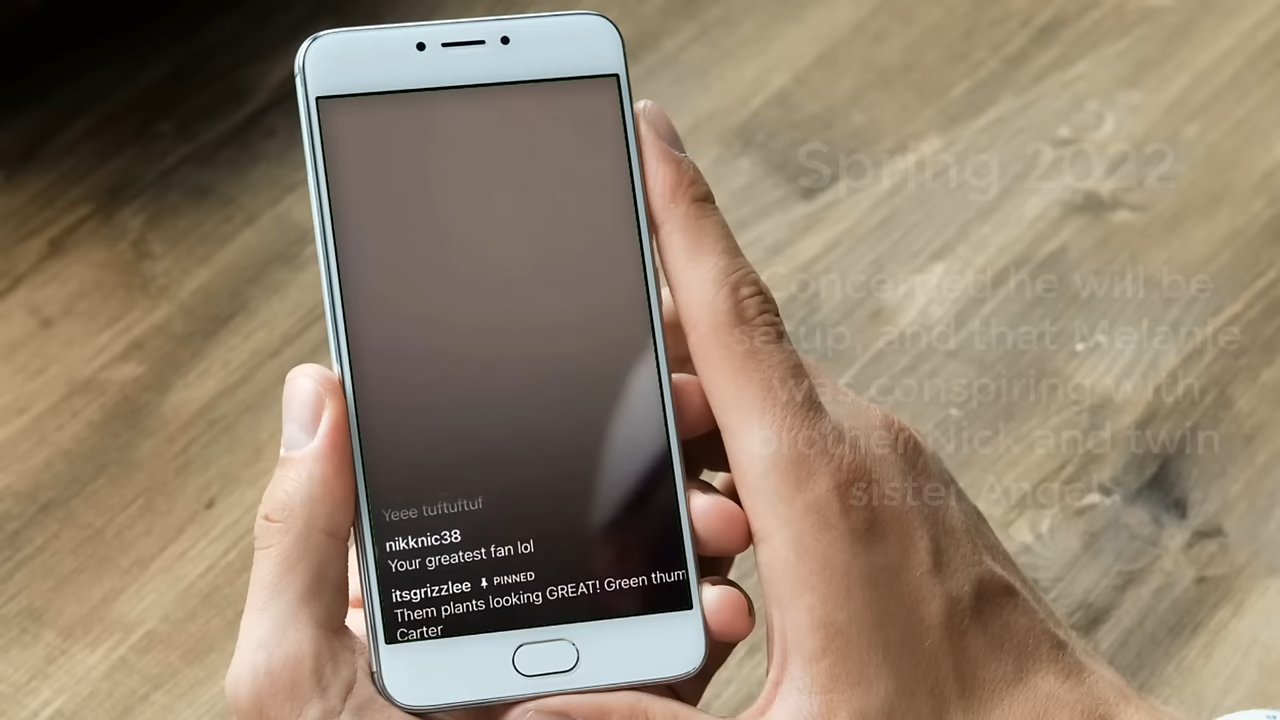 Yeee tuftuftuf
nikknic38
Your greatest fan lol
itsgrizzlee PINNED
Them plants looking GREAT! Green thum
Carter
Spring 2022
Concerned he will be
setup, and that Melanie
was conspiring with
brother Nick and twin
sister Angel